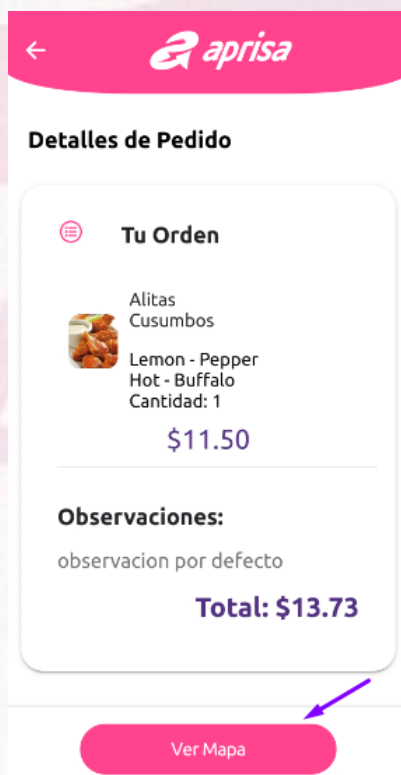 aprisa
Detalles de Pedido
Tu Orden
Alitas
Cusumbos
Lemon - Pepper
Hot - Buffalo
Cantidad: 1
$11.50
Observaciones:
observacion por defecto
Total: $13.73
Ver Mapa